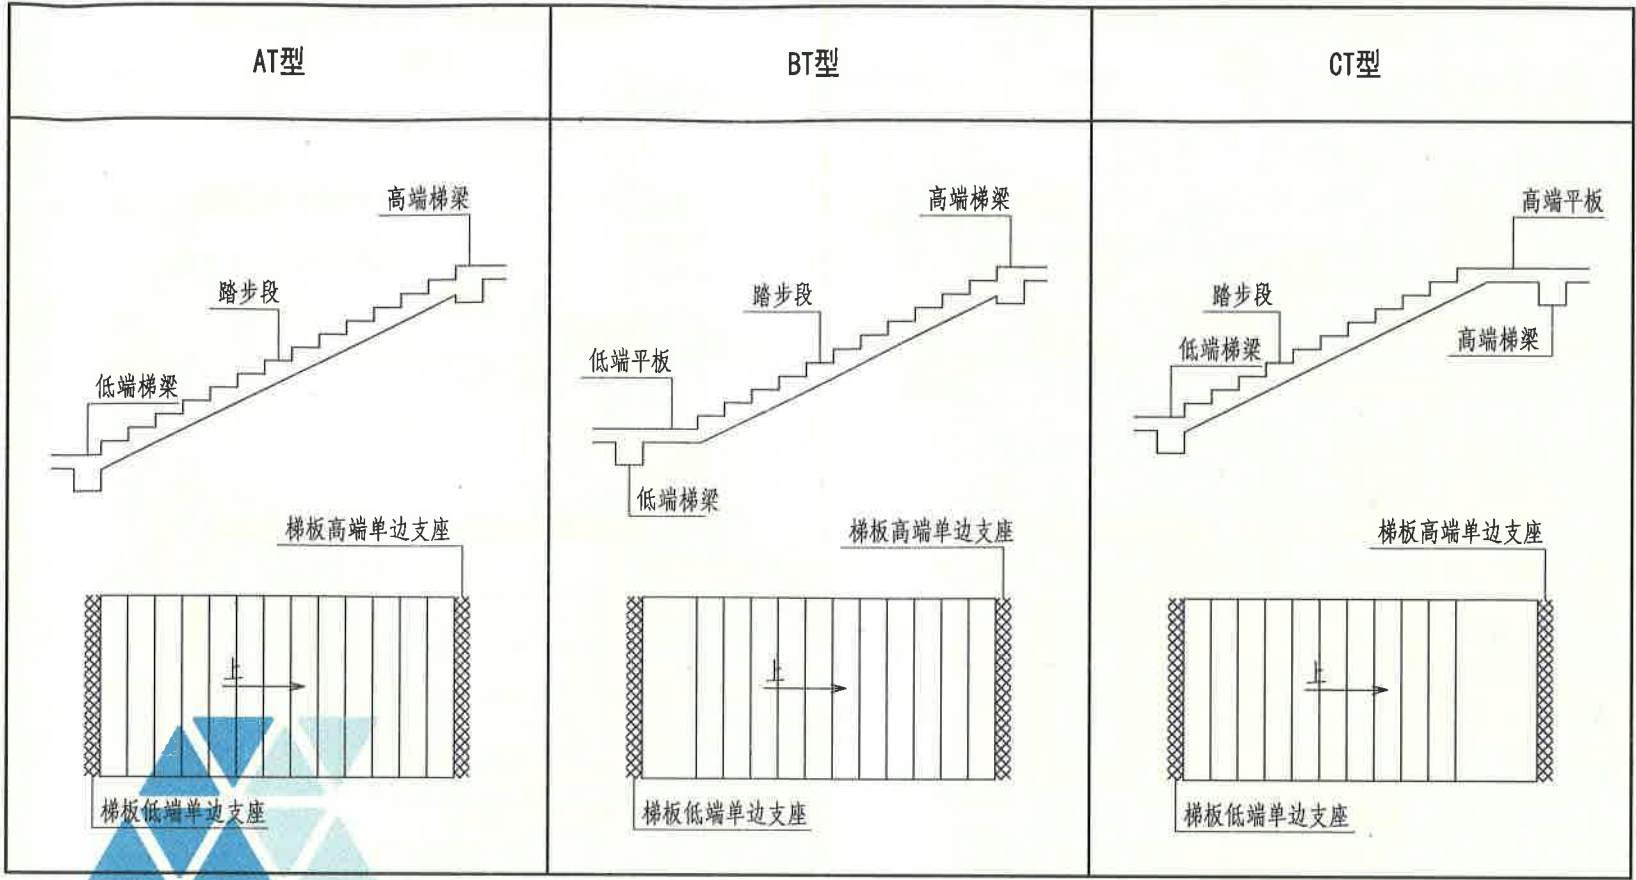 AT型
BT型
CT型
高端梯梁
踏步段
低端梯梁
梯板高端单边支座
上
梯板低端单边支座
高端梯梁
踏步段
低端平板
低端梯梁
梯板高端单边支座
上
梯板低端单边支座
高端平板
踏步段
低端梯梁
高端梯梁
梯板高端单边支座
上
梯板低端单边支座